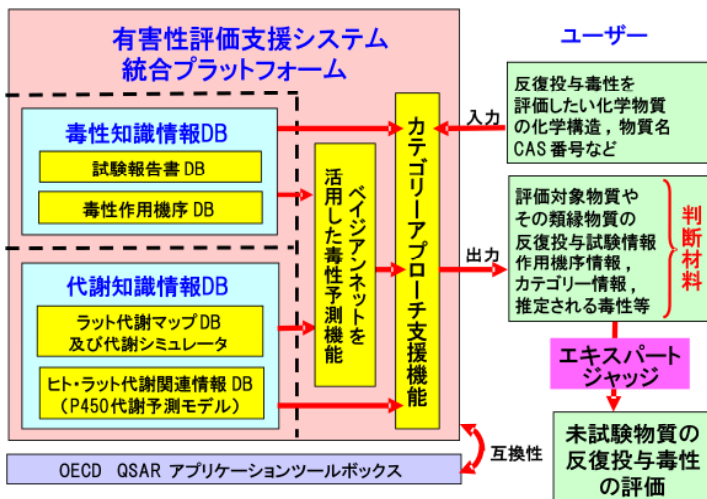 有害性評価支援システム
統合プラットフォーム
毒性知識情報DB
試験報告書 DB
毒性作用機序 DB
代謝知識情報DB
ラット代謝マップDB
及び代謝シミュレータ
ヒト・ラット代謝関連情報 DB
(P450代謝予測モデル)
ベイジアンネットを
活用した毒性予測機能
カテゴリーアプローチ支援機能
OECD QSAR アプリケーションツールボックス
互換性
入力
出力
ユーザー
反復投与毒性を
評価したい化学物質
の化学構造，物質名
CAS 番号など
評価対象物質や
その類縁物質の
反復投与試験情報
作用機序情報，
カテゴリー情報，
推定される毒性等
判断材料
エキスパート
ジャッジ
未試験物質の
反復投与毒性
の評価